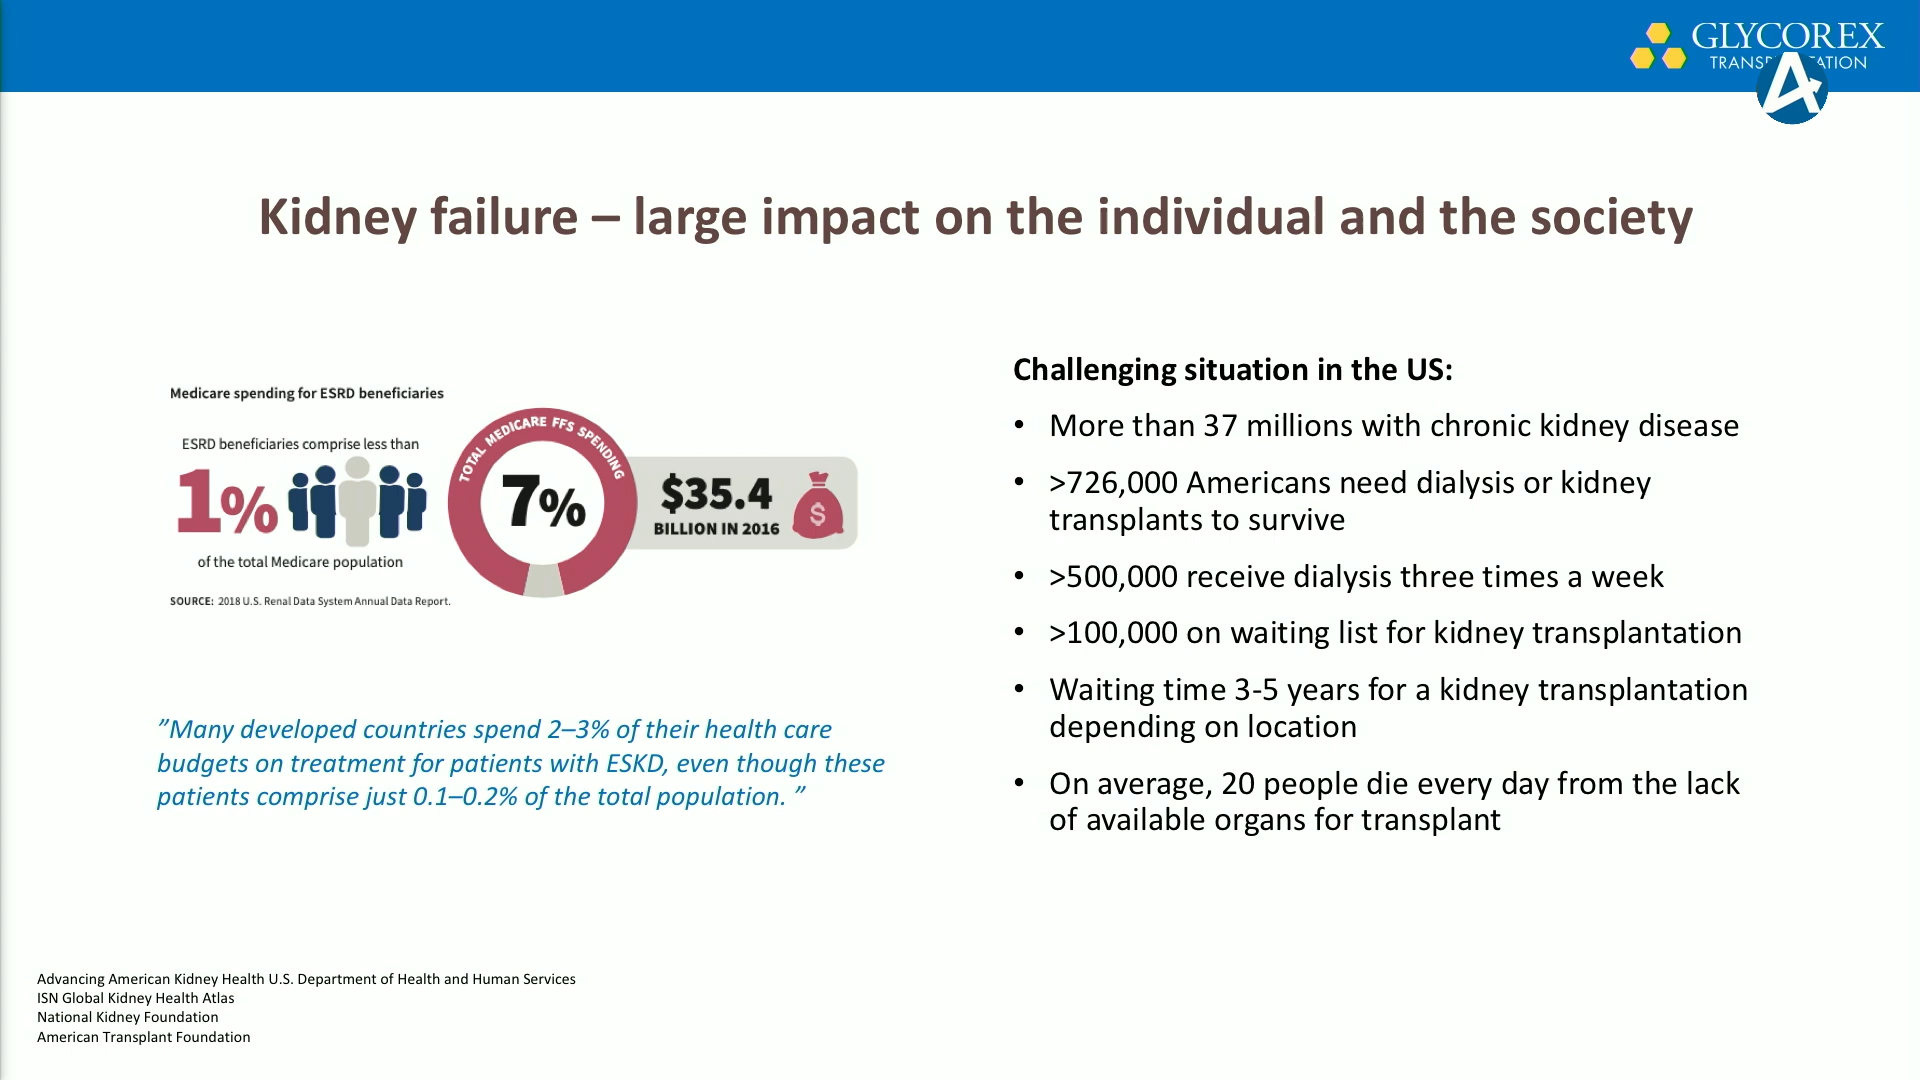 GLYCOREX
Kidney failure – large impact on the individual and the society
Medicare spending for ESRD beneficiaries
ESRD beneficiaries comprise less than
1%
of the total Medicare population
SOURCE: 2018 U.S. Renal Data System Annual Data Report.
TOTAL MEDICARE FFS SPENDING
7%
$35.4
BILLION IN 2016
$
”Many developed countries spend 2–3% of their health care
budgets on treatment for patients with ESKD, even though these
patients comprise just 0.1–0.2% of the total population. ”
Challenging situation in the US:
• More than 37 millions with chronic kidney disease
• >726,000 Americans need dialysis or kidney
transplants to survive
• >500,000 receive dialysis three times a week
• >100,000 on waiting list for kidney transplantation
• Waiting time 3-5 years for a kidney transplantation
depending on location
• On average, 20 people die every day from the lack
of available organs for transplant
Advancing American Kidney Health U.S. Department of Health and Human Services
ISN Global Kidney Health Atlas
National Kidney Foundation
American Transplant Foundation